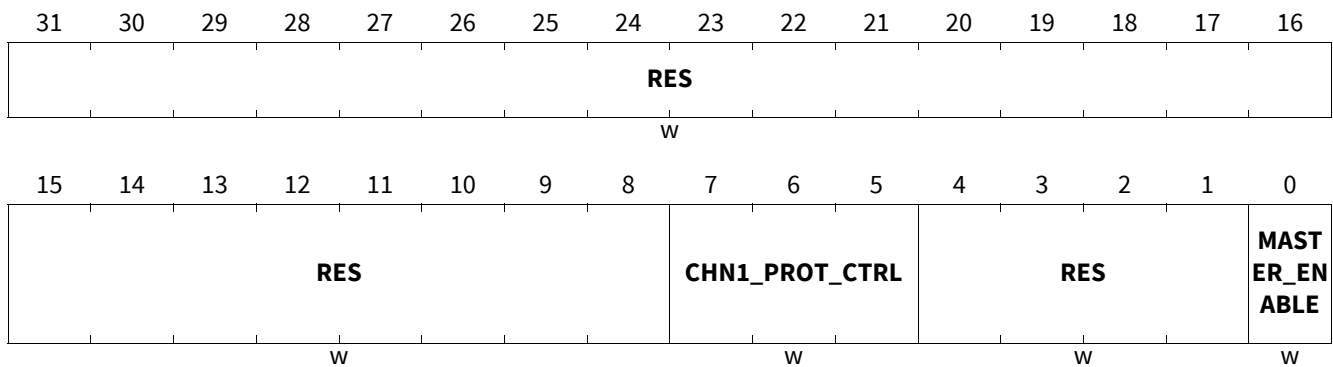 31 30 29 28 27 26 25 24 23 22 21 20 19 18 17 16
RES
w
15 14 13 12 11 10 9 8 7 6 5 4 3 2 1 0
RES CHN1_PROT_CTRL RES MAST
ER_EN
ABLE
w w w w